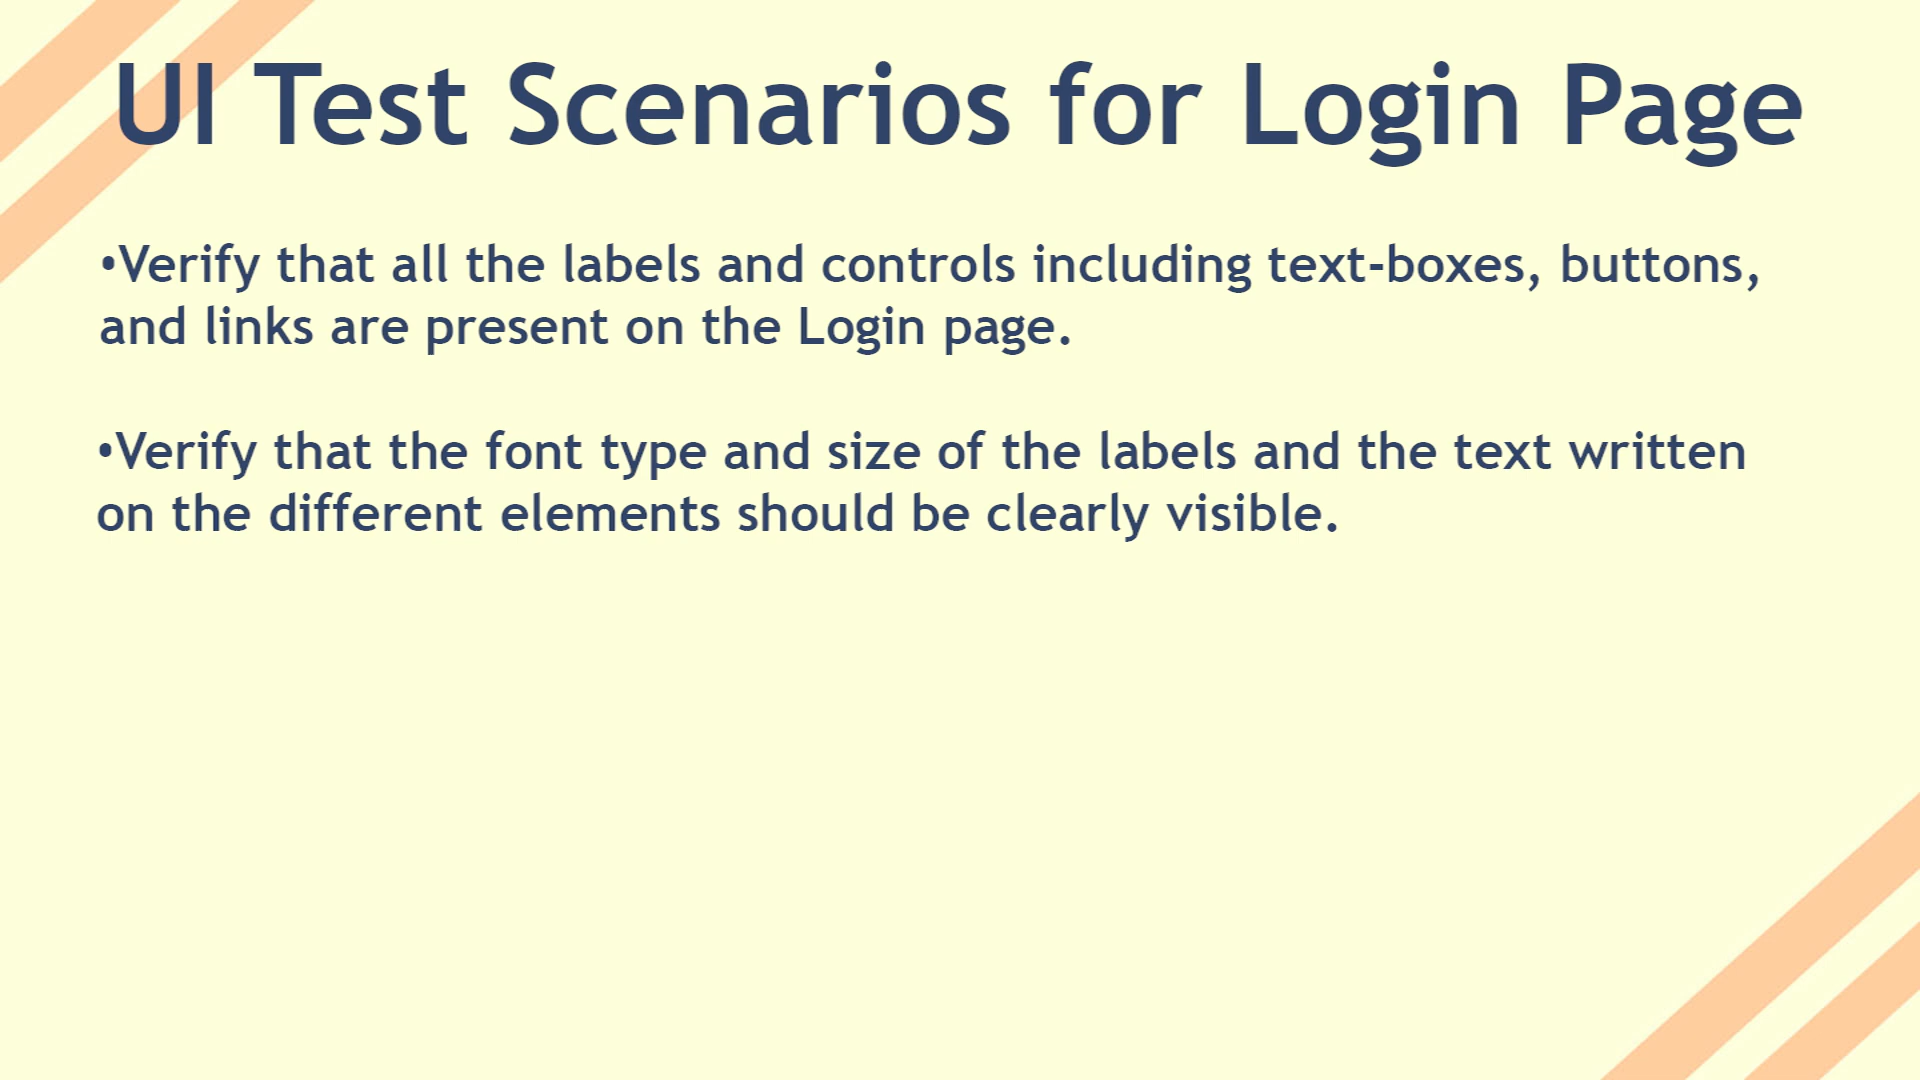 UI Test Scenarios for Login Page
•Verify that all the labels and controls including text-boxes, buttons,
and links are present on the Login page.
•Verify that the font type and size of the labels and the text written
on the different elements should be clearly visible.